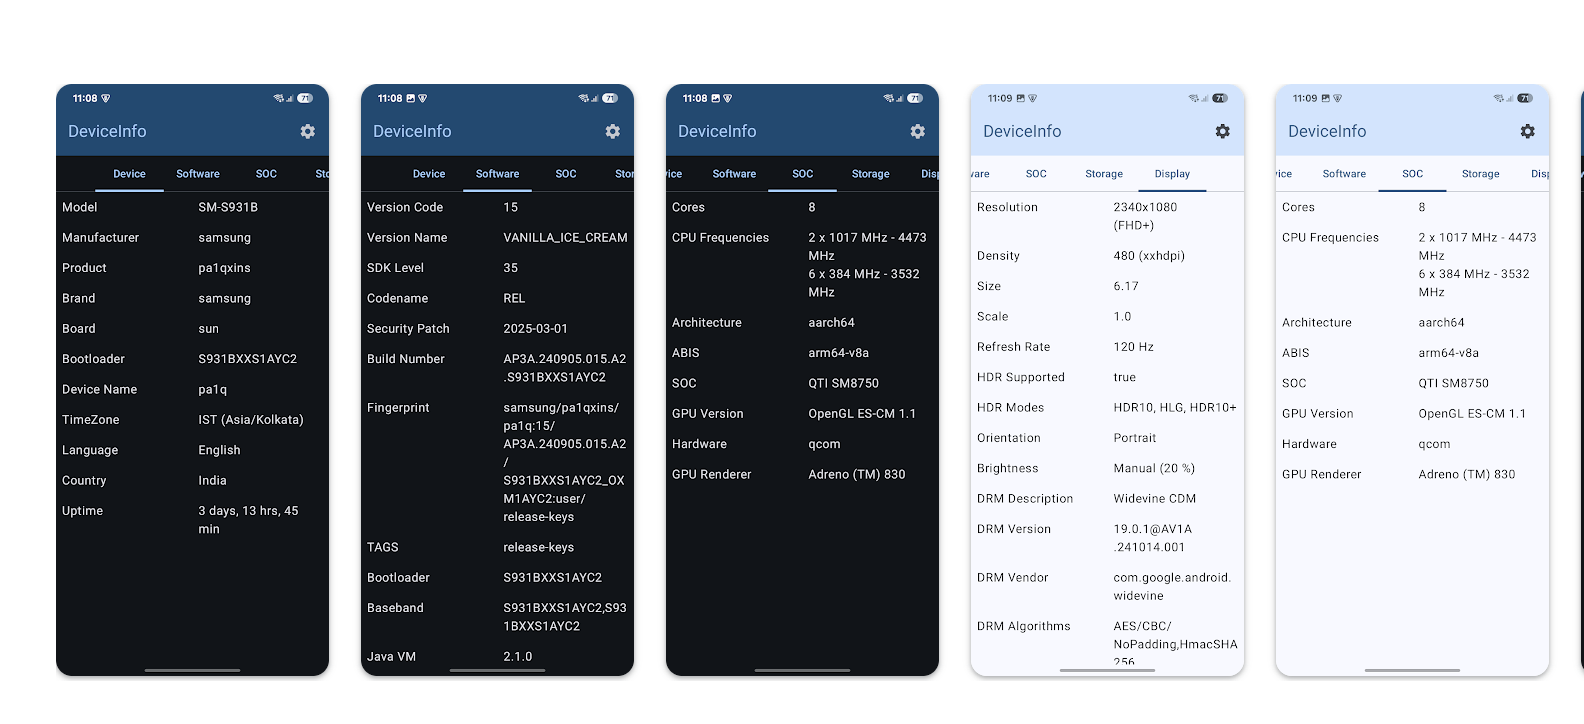 11:08 71
DeviceInfo
Device Software SOC Sto
Model SM-S931B
Manufacturer samsung
Product pa1qxins
Brand samsung
Board sun
Bootloader S931BXXS1AYC2
Device Name pa1q
TimeZone IST (Asia/Kolkata)
Language English
Country India
Uptime 3 days, 13 hrs, 45
min
11:08 71
DeviceInfo
Device Software SOC Stor
Version Code 15
Version Name VANILLA_ICE_CREAM
SDK Level 35
Codename REL
Security Patch 2025-03-01
Build Number AP3A.240905.015.A2
.S931BXXS1AYC2
Fingerprint samsung/pa1qxins/
pa1q:15/
AP3A.240905.015.A2
/
S931BXXS1AYC2_OX
M1AYC2:user/
release-keys
TAGS release-keys
Bootloader S931BXXS1AYC2
Baseband S931BXXS1AYC2,S93
1BXXS1AYC2
Java VM 2.1.0
11:08 71
DeviceInfo
ice Software SOC Storage Disp
Cores 8
CPU Frequencies 2 x 1017 MHz - 4473
MHz
6 x 384 MHz - 3532
MHz
Architecture aarch64
ABIS arm64-v8a
SOC QTI SM8750
GPU Version OpenGL ES-CM 1.1
Hardware qcom
GPU Renderer Adreno (TM) 830
11:09 71
DeviceInfo
ware SOC Storage Display
Resolution 2340x1080
(FHD+)
Density 480 (xxhdpi)
Size 6.17
Scale 1.0
Refresh Rate 120 Hz
HDR Supported true
HDR Modes HDR10, HLG, HDR10+
Orientation Portrait
Brightness Manual (20 %)
DRM Description Widevine CDM
DRM Version 19.0.1@AV1A
.241014.001
DRM Vendor com.google.android.
widevine
DRM Algorithms AES/CBC/
NoPadding,HmacSHA
256
11:09 71
DeviceInfo
ice Software SOC Storage Disp
Cores 8
CPU Frequencies 2 x 1017 MHz - 4473
MHz
6 x 384 MHz - 3532
MHz
Architecture aarch64
ABIS arm64-v8a
SOC QTI SM8750
GPU Version OpenGL ES-CM 1.1
Hardware qcom
GPU Renderer Adreno (TM) 830